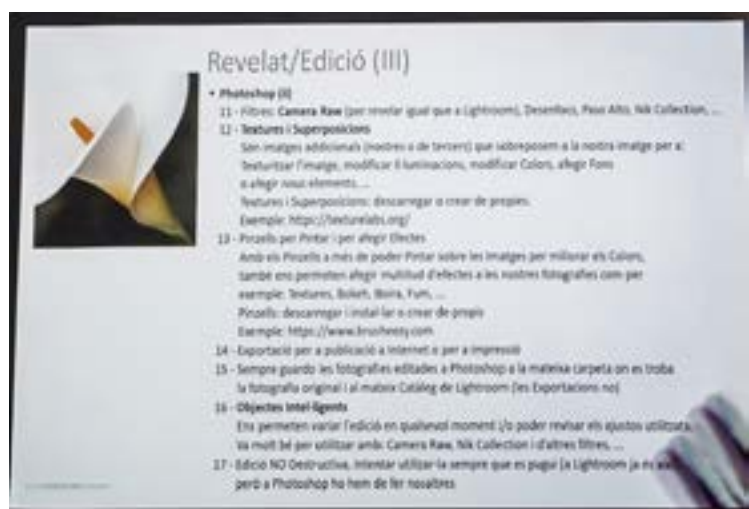 Revelat/Edició (III)
• Photoshop (II)
11 - Filtres: Camera Raw (per revelar igual que a Lightroom), Desenfocs, Paso Alto, Nik Collection, ...
12 - Textures i Superposicions
Són imatges addicionals (nostres o de tercers) que sobreposem a la nostra imatge per a:
Texturitzar l'imatge, modificar Il·luminacions, modificar Colors, afegir Fons
o afegir nous elements, ...
Textures i Superposicions: descarregar o crear de propies.
Exemple: https://texturelabs.org/
13 - Pinzells per Pintar i per afegir Efectes
Amb els Pinzells a més de poder Pintar sobre les imatges per millorar els Colors,
també ens permeten afegir multitud d'efectes a les nostres fotografies com per
exemple: Textures, Bokeh, Boira, Fum, ...
Pinzells: descarregar i instal·lar o crear de propis
Exemple: https://www.brusheezy.com
14 - Exportació per a publicació a Internet o per a impressió
15 - Sempre guardo les fotografies editades a Photoshop a la mateixa carpeta on es troba
la fotografia original i al mateix Catàleg de Lightroom (les Exportacions no)
16 - Objectes Intel·ligents
Ens permeten variar l'edició en qualsevol moment i/o poder revisar els ajustos utilitzats.
Va molt bé per utilitzar amb: Camera Raw, Nik Collection i d'altres filtres, ...
17 - Edició NO Destructiva, intentar utilitzar-la sempre que es pugui (a Lightroom ja es
però a Photoshop ho hem de fer nosaltres